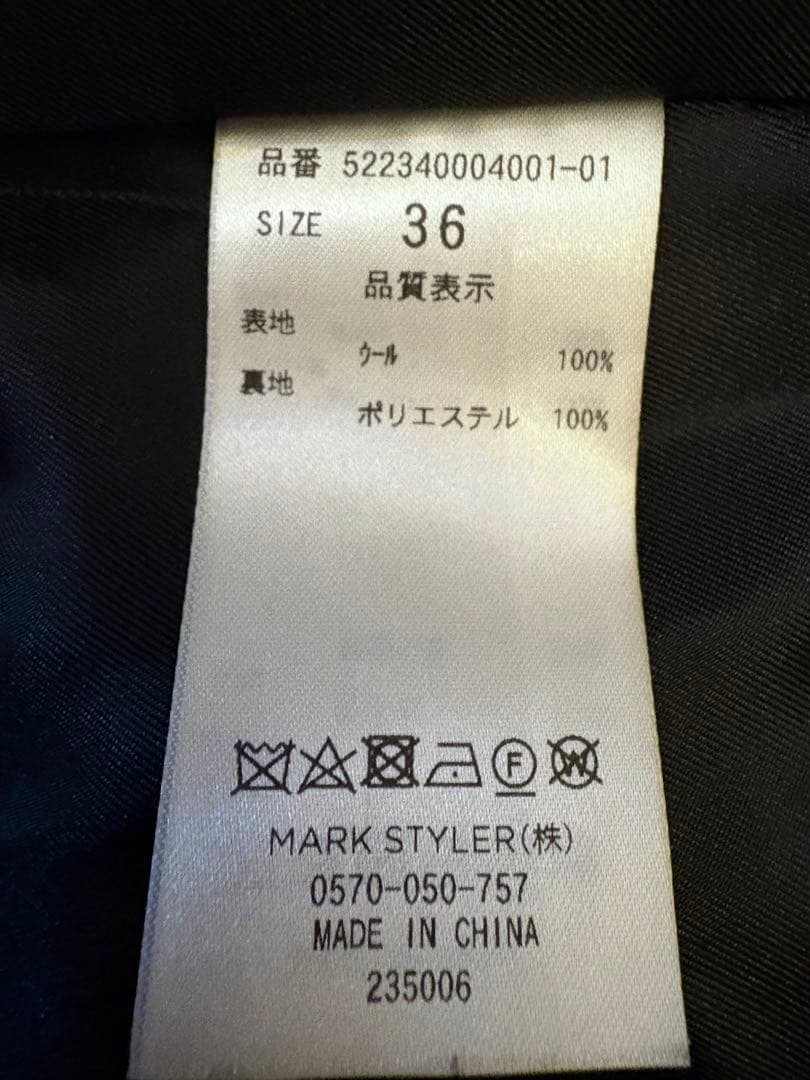 品番 522340004001-01
SIZE 36
品質表示
表地
ウール 100%
裏地
ポリエステル 100%
F W
MARK STYLER(株)
0570-050-757
MADE IN CHINA
235006